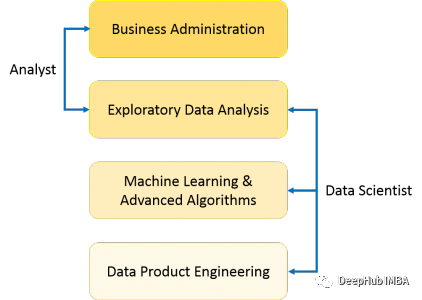 Business Administration
Analyst
Exploratory Data Analysis
Machine Learning &
Advanced Algorithms
Data Scientist
Data Product Engineering
DeepHub IMBA